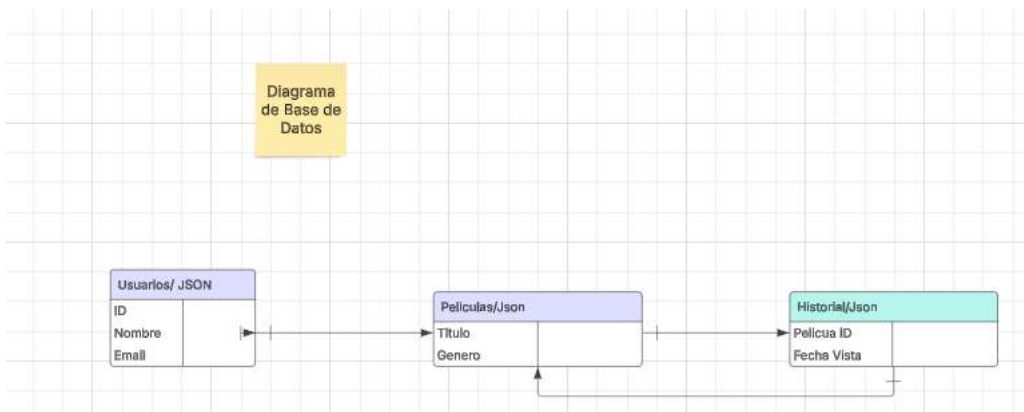 Diagrama
de Base de
Datos
Usuarios/ JSON
ID
Nombre
Email
Peliculas/Json
Titulo
Genero
Historial/Json
Pelicua ID
Fecha Vista